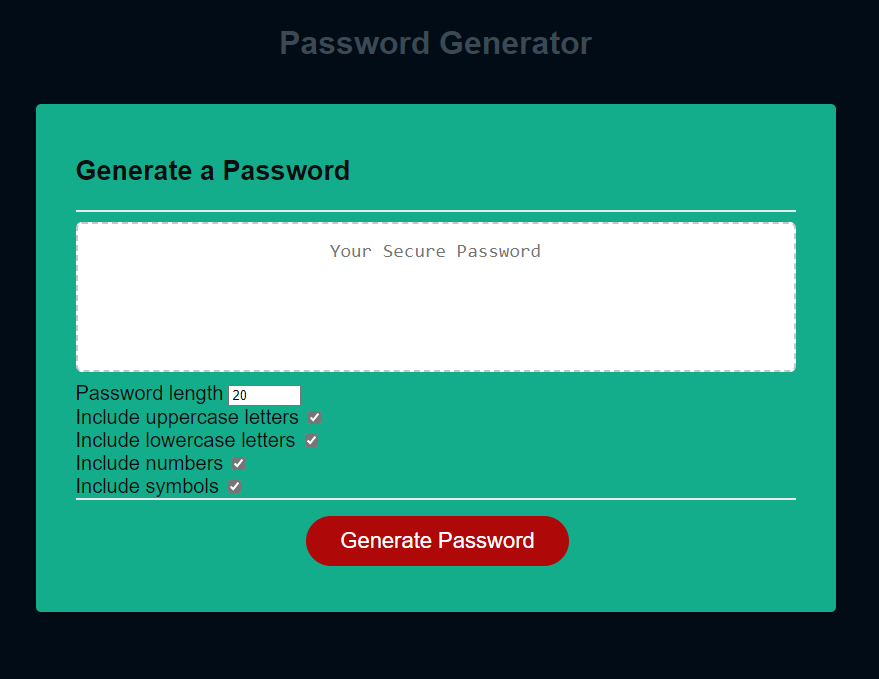 Password Generator
Generate a Password
Your Secure Password
Password length 20
Include uppercase letters
Include lowercase letters
Include numbers
Include symbols
Generate Password